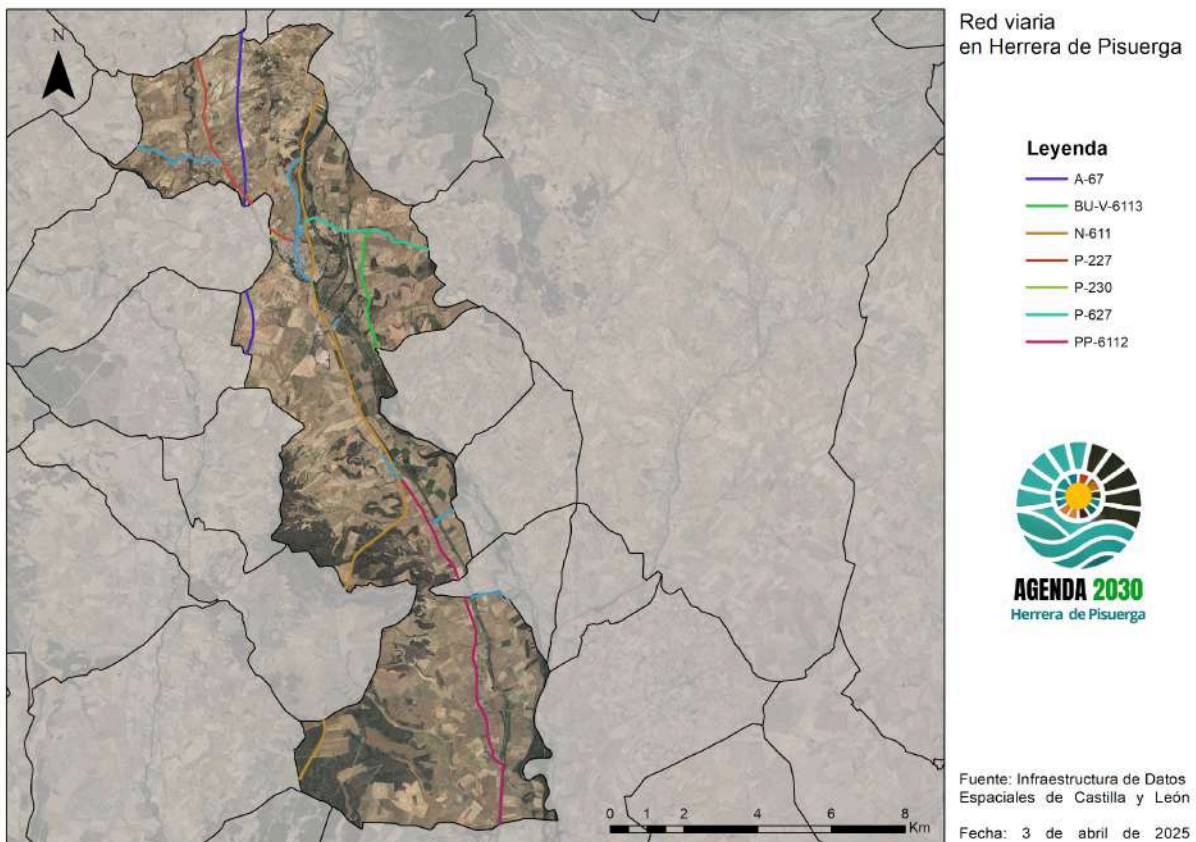 Red viaria
en Herrera de Pisuerga
N
Leyenda
A-67
BU-V-6113
N-611
P-227
P-230
P-627
PP-6112
AGENDA 2030
Herrera de Pisuerga
0 1 2 4 6 8
Km
Fuente: Infraestructura de Datos
Espaciales de Castilla y León
Fecha: 3 de abril de 2025